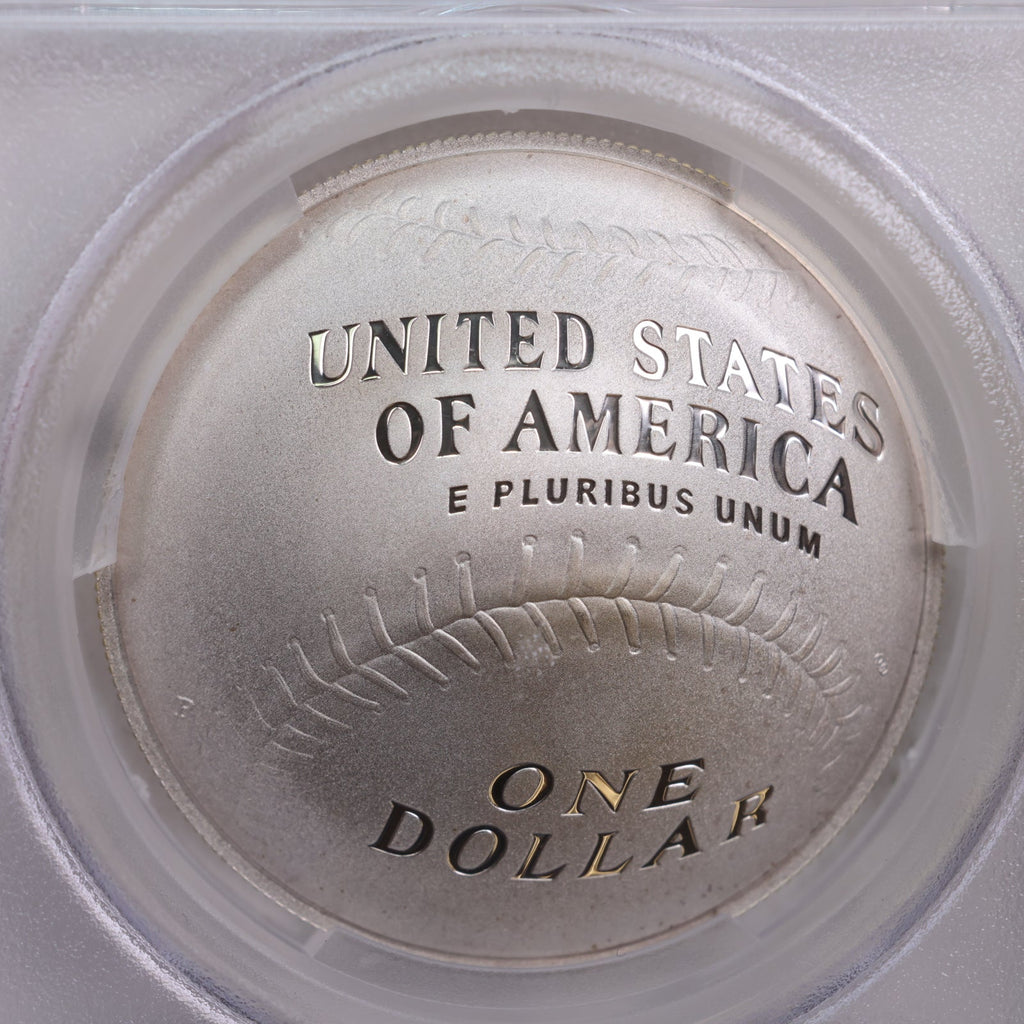 UNITED STATES
OF AMERICA
E PLURIBUS UNUM
ONE
DOLLAR